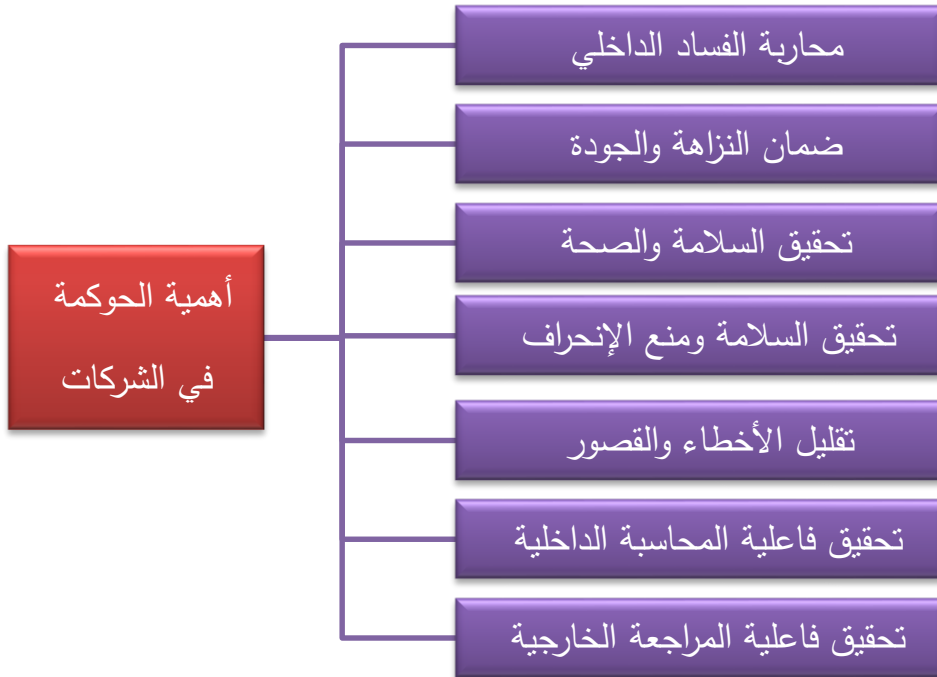 أهمية الحوكمة
في الشركات
محاربة الفساد الداخلي
ضمان النزاهة والجودة
تحقيق السلامة والصحة
تحقيق السلامة ومنع الإنحراف
تقليل الأخطاء والقصور
تحقيق فاعلية المحاسبة الداخلية
تحقيق فاعلية المراجعة الخارجية